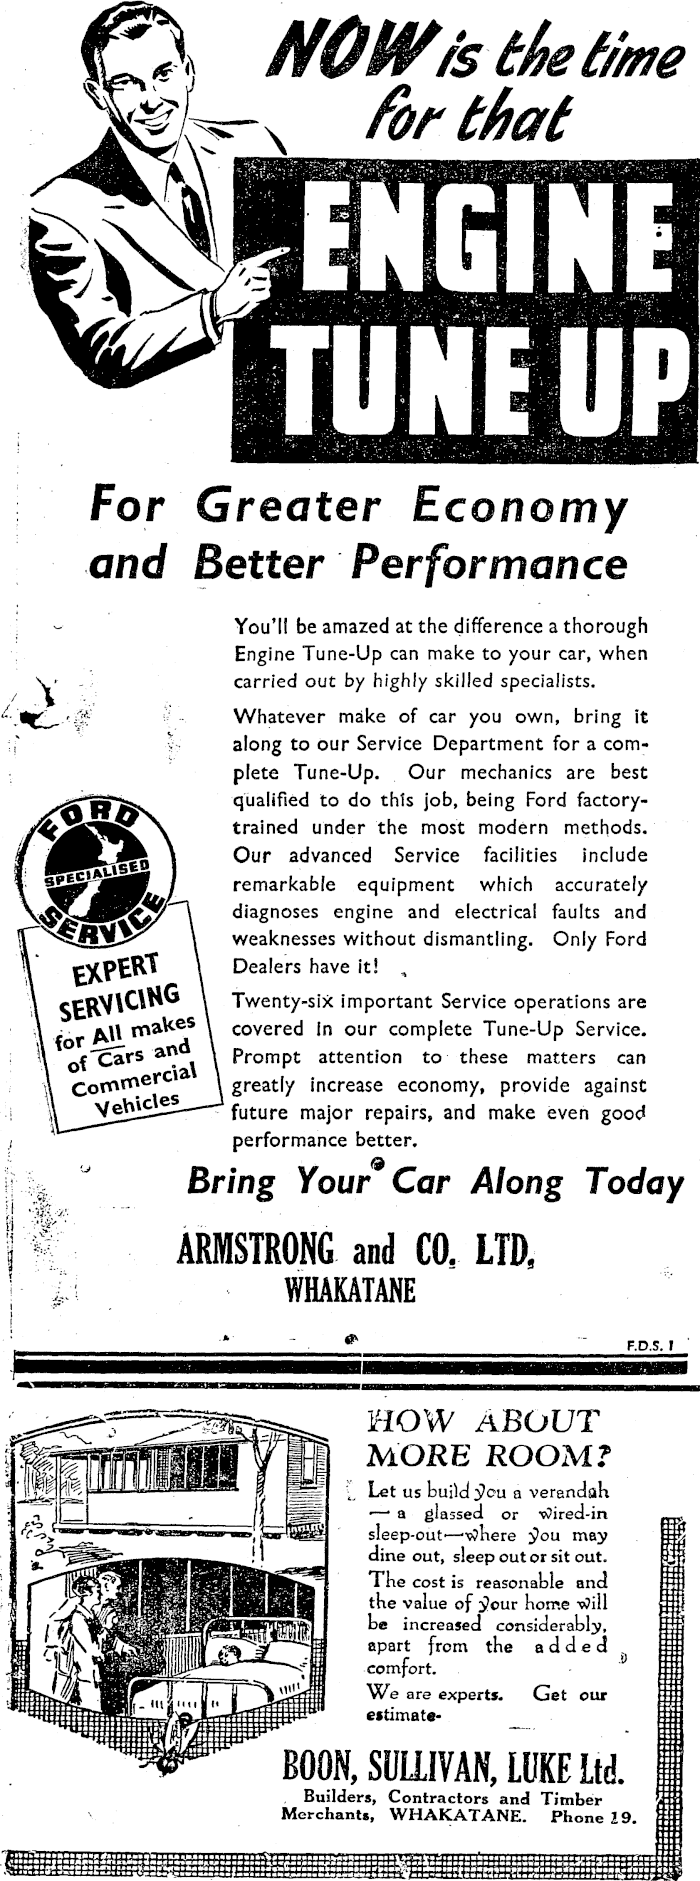 NOW is the time
for that
ENGINE
TUNE UP
For Greater Economy
and Better Performance
You'll be amazed at the difference a thorough
Engine Tune-Up can make to your car, when
carried out by highly skilled specialists.
Whatever make of car you own, bring it
along to our Service Department for a com-
plete Tune-Up. Our mechanics are best
qualified to do this job, being Ford factory-
trained under the most modern methods.
Our advanced Service facilities include
remarkable equipment which accurately
diagnoses engine and electrical faults and
weaknesses without dismantling. Only Ford
Dealers have it!
Twenty-six important Service operations are
covered in our complete Tune-Up Service.
Prompt attention to these matters can
greatly increase economy, provide against
future major repairs, and make even good
performance better.
FORD
SPECIALISED
SERVICE
EXPERT
SERVICING
for All makes
of Cars and
Commercial
Vehicles
Bring Your Car Along Today
ARMSTRONG and CO. LTD.
WHAKATANE
F.D.S. 1
HOW ABOUT
MORE ROOM?
Let us build you a verandah
— a glassed or wired-in
sleep-out—where you may
dine out, sleep out or sit out.
The cost is reasonable and
the value of your home will
be increased considerably,
apart from the added
comfort.
We are experts. Get our
estimate-
BOON, SULLIVAN, LUKE Ltd.
Builders, Contractors and Timber
Merchants, WHAKATANE. Phone 19.